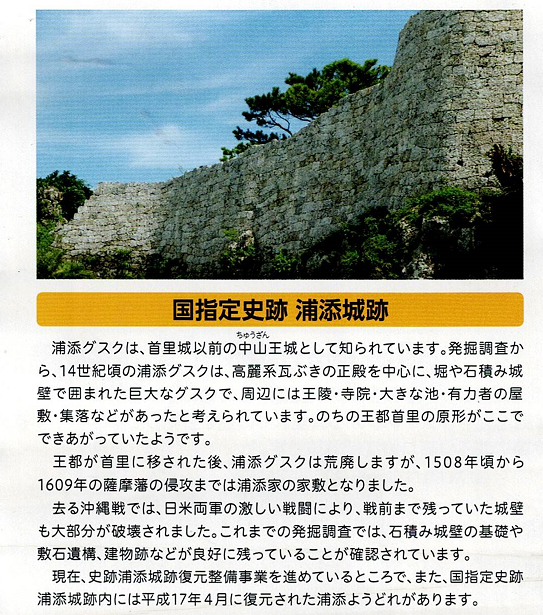 国指定史跡 浦添城跡
ちゅうざん
浦添グスクは、首里城以前の中山王城として知られています。発掘調査か
ら、14世紀頃の浦添グスクは、高麗系瓦ぶきの正殿を中心に、堀や石積み城
壁で囲まれた巨大なグスクで、周辺には王陵・寺院・大きな池・有力者の屋
敷・集落などがあったと考えられています。のちの王都首里の原形がここで
できあがっていたようです。
王都が首里に移された後、浦添グスクは荒廃しますが、1508年頃から
1609年の薩摩藩の侵攻までは浦添家の家敷となりました。
去る沖縄戦では、日米両軍の激しい戦闘により、戦前まで残っていた城壁
も大部分が破壊されました。これまでの発掘調査では、石積み城壁の基礎や
敷石遺構、建物跡などが良好に残っていることが確認されています。
現在、史跡浦添城跡復元整備事業を進めているところで、また、国指定史跡
浦添城跡内には平成17年4月に復元された浦添ようどれがあります。